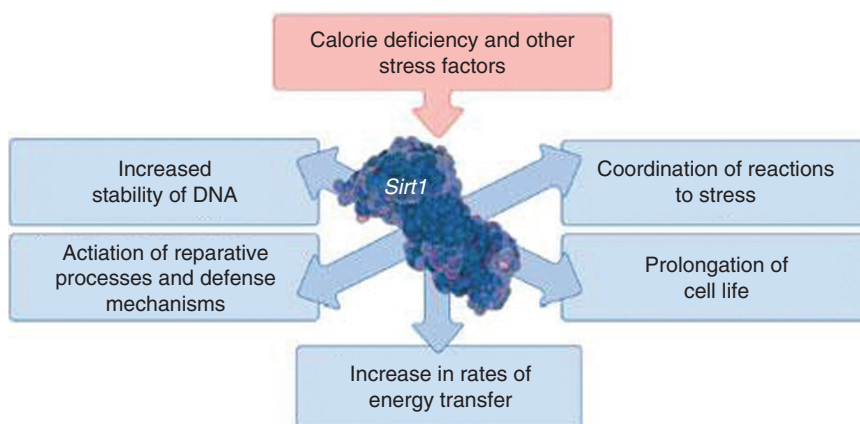 Calorie deficiency and other
stress factors
Increased
stability of DNA
Sirt1
Coordination of reactions
to stress
Actiation of reparative
processes and defense
mechanisms
Prolongation of
cell life
Increase in rates of
energy transfer